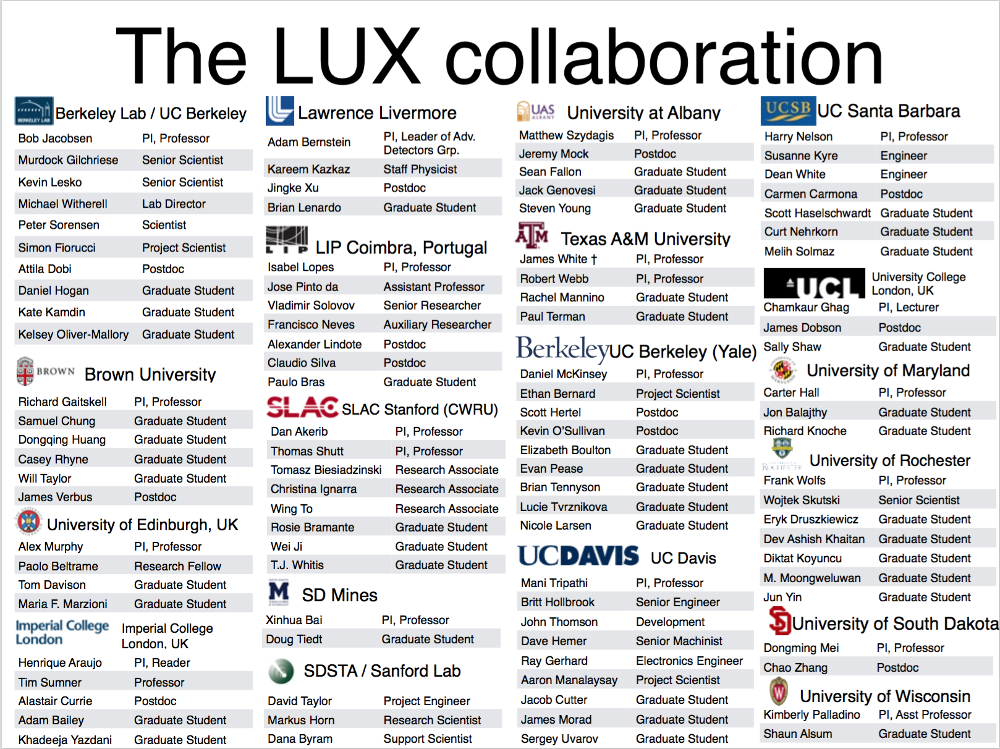 The LUX collaboration
BERKELEY LAB
Berkeley Lab / UC Berkeley
Bob Jacobsen PI, Professor
Murdock Gilchriese Senior Scientist
Kevin Lesko Senior Scientist
Michael Witherell Lab Director
Peter Sorensen Scientist
Simon Fiorucci Project Scientist
Attila Dobi Postdoc
Daniel Hogan Graduate Student
Kate Kamdin Graduate Student
Kelsey Oliver-Mallory Graduate Student
BROWN Brown University
Richard Gaitskell PI, Professor
Samuel Chung Graduate Student
Dongqing Huang Graduate Student
Casey Rhyne Graduate Student
Will Taylor Graduate Student
James Verbus Postdoc
University of Edinburgh, UK
Alex Murphy PI, Professor
Paolo Beltrame Research Fellow
Tom Davison Graduate Student
Maria F. Marzioni Graduate Student
Imperial College
London
Imperial College
London, UK
Henrique Araujo PI, Reader
Tim Sumner Professor
Alastair Currie Postdoc
Adam Bailey Graduate Student
Khadeeja Yazdani Graduate Student
Lawrence Livermore
Adam Bernstein PI, Leader of Adv.
Detectors Grp.
Kareem Kazkaz Staff Physicist
Jingke Xu Postdoc
Brian Lenardo Graduate Student
LIP LIP Coimbra, Portugal
Isabel Lopes PI, Professor
Jose Pinto da Assistant Professor
Vladimir Solovov Senior Researcher
Francisco Neves Auxiliary Researcher
Alexander Lindote Postdoc
Claudio Silva Postdoc
Paulo Bras Graduate Student
SLAC SLAC Stanford (CWRU)
Dan Akerib PI, Professor
Thomas Shutt PI, Professor
Tomasz Biesiadzinski Research Associate
Christina Ignarra Research Associate
Wing To Research Associate
Rosie Bramante Graduate Student
Wei Ji Graduate Student
T.J. Whitis Graduate Student
M SD Mines
Xinhua Bai PI, Professor
Doug Tiedt Graduate Student
SDSTA / Sanford Lab
David Taylor Project Engineer
Markus Horn Research Scientist
Dana Byram Support Scientist
UAS
ALBANY
University at Albany
Matthew Szydagis PI, Professor
Jeremy Mock Postdoc
Sean Fallon Graduate Student
Jack Genovesi Graduate Student
Steven Young Graduate Student
ATM Texas A&M University
James White † PI, Professor
Robert Webb PI, Professor
Rachel Mannino Graduate Student
Paul Terman Graduate Student
Berkeley UC Berkeley (Yale)
Daniel McKinsey PI, Professor
Ethan Bernard Project Scientist
Scott Hertel Postdoc
Kevin O'Sullivan Postdoc
Elizabeth Boulton Graduate Student
Evan Pease Graduate Student
Brian Tennyson Graduate Student
Lucie Tvrznikova Graduate Student
Nicole Larsen Graduate Student
UCDAVIS UC Davis
Mani Tripathi PI, Professor
Britt Hollbrook Senior Engineer
John Thomson Development
Dave Hemer Senior Machinist
Ray Gerhard Electronics Engineer
Aaron Manalaysay Project Scientist
Jacob Cutter Graduate Student
James Morad Graduate Student
Sergey Uvarov Graduate Student
UCSB UC Santa Barbara
Harry Nelson PI, Professor
Susanne Kyre Engineer
Dean White Engineer
Carmen Carmona Postdoc
Scott Haselschwardt Graduate Student
Curt Nehrkorn Graduate Student
Melih Solmaz Graduate Student
UCL
University College
London, UK
Chamkaur Ghag PI, Lecturer
James Dobson Postdoc
Sally Shaw Graduate Student
University of Maryland
Carter Hall PI, Professor
Jon Balajthy Graduate Student
Richard Knoche Graduate Student
ROCHESTER University of Rochester
Frank Wolfs PI, Professor
Wojtek Skutski Senior Scientist
Eryk Druszkiewicz Graduate Student
Dev Ashish Khaitan Graduate Student
Diktat Koyuncu Graduate Student
M. Moongweluwan Graduate Student
Jun Yin Graduate Student
SD University of South Dakota
Dongming Mei PI, Professor
Chao Zhang Postdoc
W University of Wisconsin
Kimberly Palladino PI, Asst Professor
Shaun Alsum Graduate Student